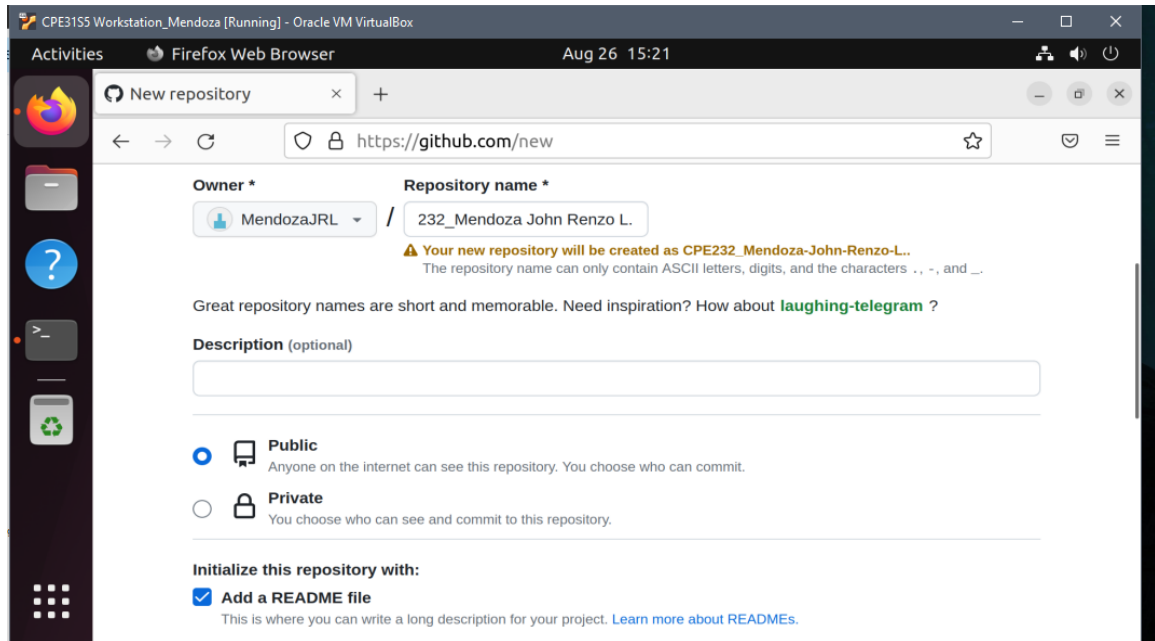 CPE31S5 Workstation_Mendoza [Running] - Oracle VM VirtualBox
Activities Firefox Web Browser Aug 26 15:21
New repository
https://github.com/new
Owner * Repository name *
MendozaJRL / 232_Mendoza John Renzo L.
Your new repository will be created as CPE232_Mendoza-John-Renzo-L..
The repository name can only contain ASCII letters, digits, and the characters ., -, and _.
Great repository names are short and memorable. Need inspiration? How about laughing-telegram ?
Description (optional)
Public
Anyone on the internet can see this repository. You choose who can commit.
Private
You choose who can see and commit to this repository.
Initialize this repository with:
Add a README file
This is where you can write a long description for your project. Learn more about READMEs.